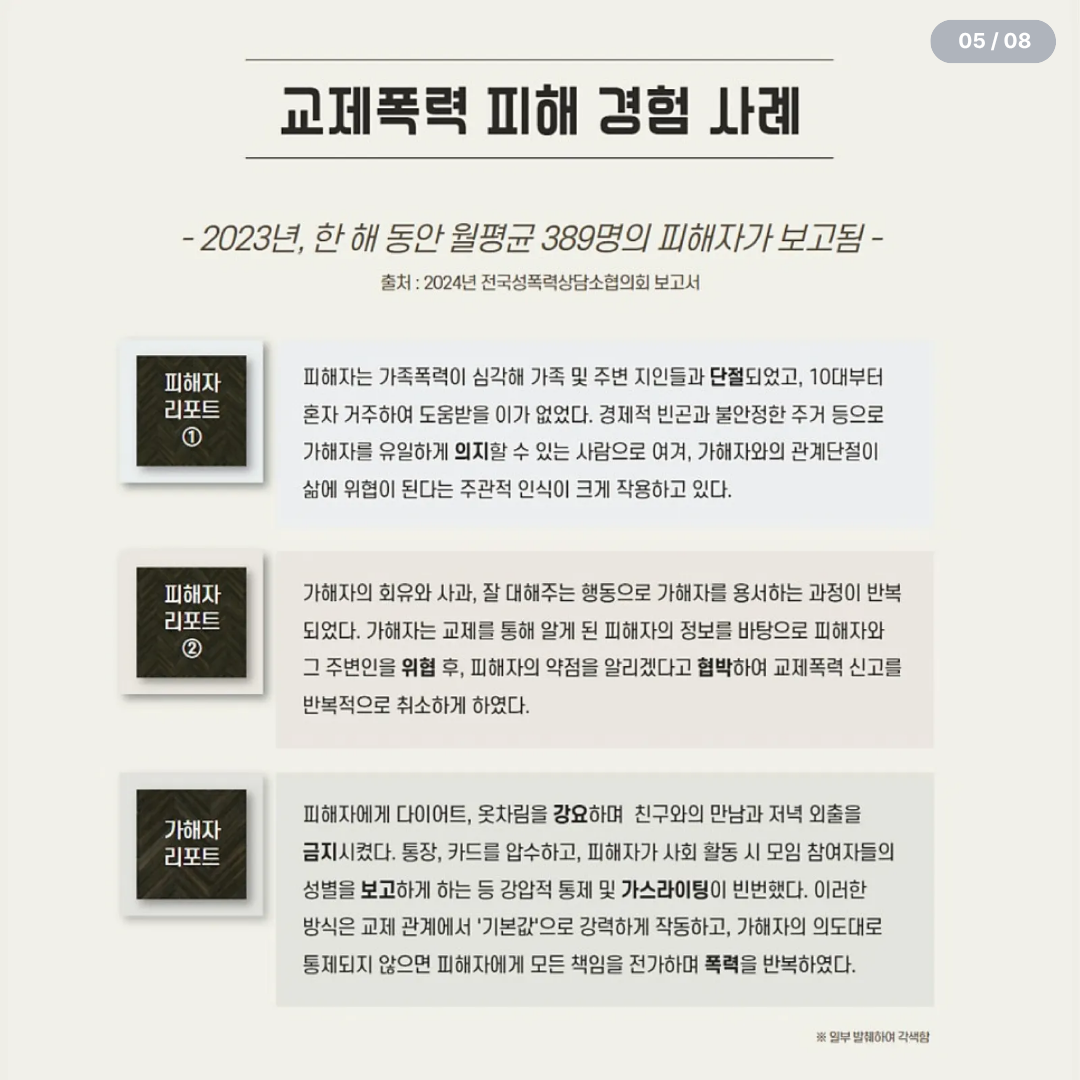 05 / 08
교제폭력 피해 경험 사례
- 2023년, 한 해 동안 월평균 389명의 피해자가 보고됨 -
출처 : 2024년 전국성폭력상담소협의회 보고서
피해자
리포트
①
피해자는 가족폭력이 심각해 가족 및 주변 지인들과 단절되었고, 10대부터
혼자 거주하여 도움받을 이가 없었다. 경제적 빈곤과 불안정한 주거 등으로
가해자를 유일하게 의지할 수 있는 사람으로 여겨, 가해자와의 관계단절이
삶에 위협이 된다는 주관적 인식이 크게 작용하고 있다.
피해자
리포트
②
가해자의 회유와 사과, 잘 대해주는 행동으로 가해자를 용서하는 과정이 반복
되었다. 가해자는 교제를 통해 알게 된 피해자의 정보를 바탕으로 피해자와
그 주변인을 위협 후, 피해자의 약점을 알리겠다고 협박하여 교제폭력 신고를
반복적으로 취소하게 하였다.
가해자
리포트
피해자에게 다이어트, 옷차림을 강요하며 친구와의 만남과 저녁 외출을
금지시켰다. 통장, 카드를 압수하고, 피해자가 사회 활동 시 모임 참여자들의
성별을 보고하게 하는 등 강압적 통제 및 가스라이팅이 빈번했다. 이러한
방식은 교제 관계에서 '기본값'으로 강력하게 작동하고, 가해자의 의도대로
통제되지 않으면 피해자에게 모든 책임을 전가하며 폭력을 반복하였다.
※ 일부 발췌하여 각색함